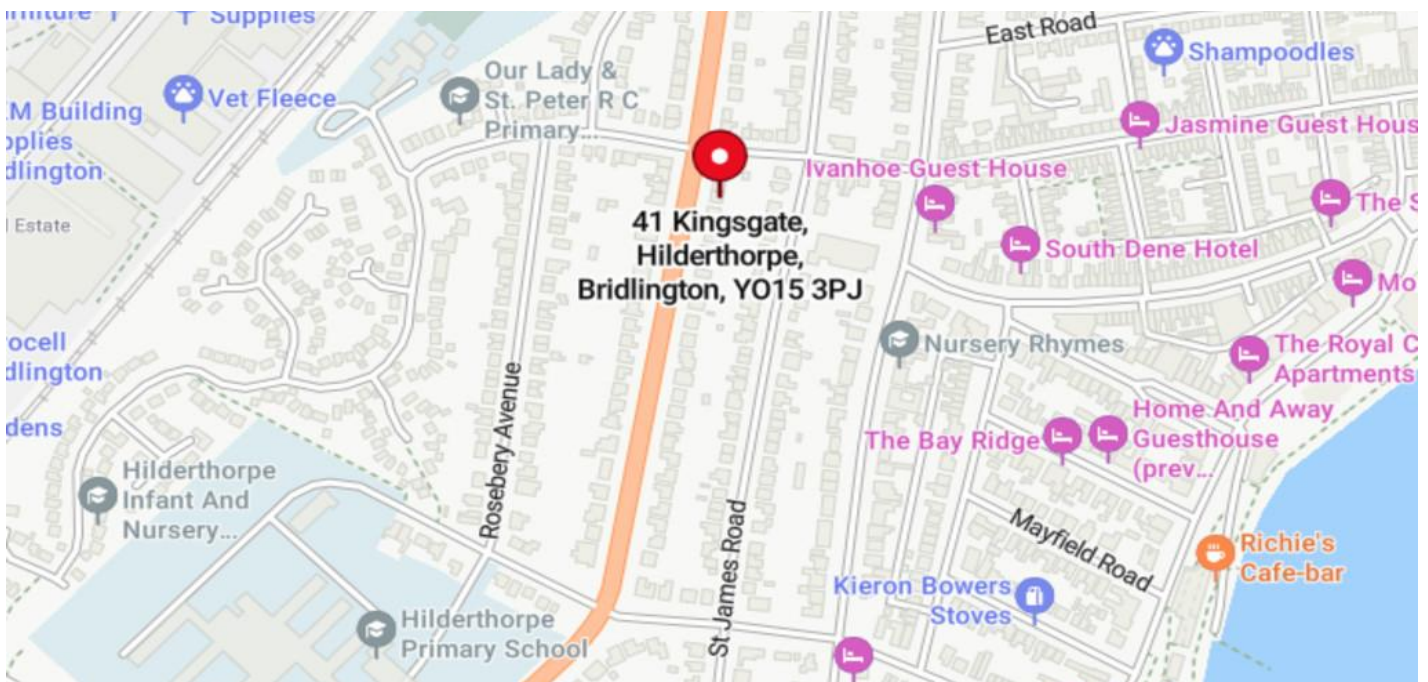 Supplies
East Road
Shampoodles
Our Lady &
St. Peter R C
Primary...
Vet Fleece
M Building
pplies
dlington
Jasmine Guest Hous
Ivanhoe Guest House
The S
Estate
41 Kingsgate,
Hilderthorpe,
Bridlington, YO15 3PJ
South Dene Hotel
Mo
ocell
dlington
Nursery Rhymes
The Royal C
Apartments
Rosebery Avenue
dens
Home And Away
Guesthouse
(prev...
The Bay Ridge
Hilderthorpe
Infant And
Nursery...
Mayfield Road
Richie's
Cafe-bar
St James Road
Kieron Bowers
Stoves
Hilderthorpe
Primary School